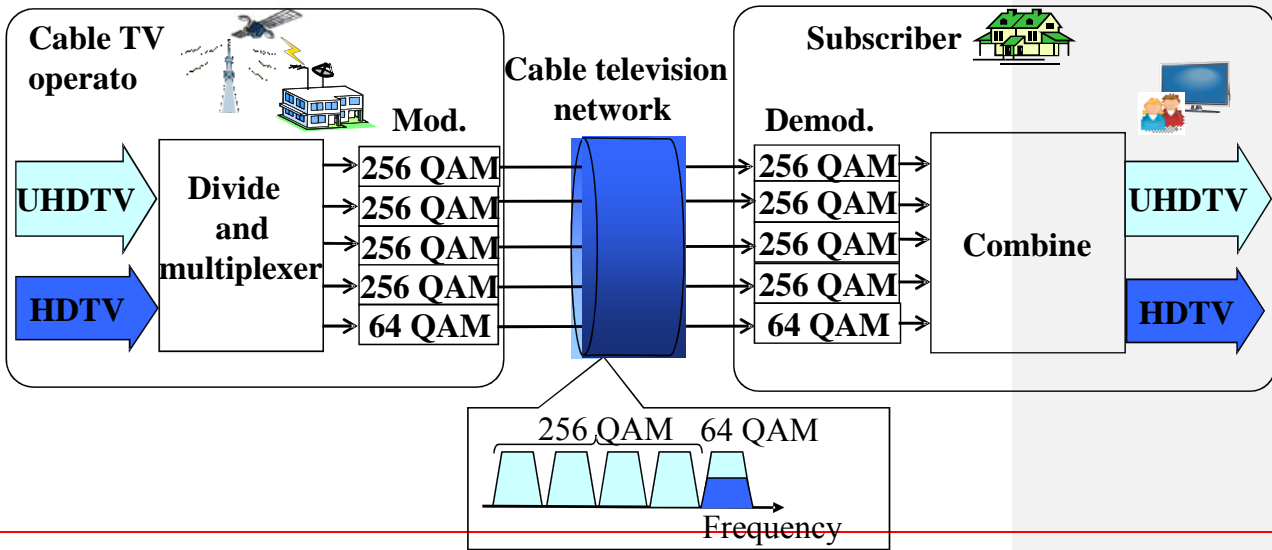 Cable TV
operato
Mod.
UHDTV
HDTV
Divide
and
multiplexer
256 QAM
256 QAM
256 QAM
256 QAM
64 QAM
Cable television
network
Subscriber
Demod.
256 QAM
256 QAM
256 QAM
256 QAM
64 QAM
Combine
UHDTV
HDTV
256 QAM 64 QAM
Frequency